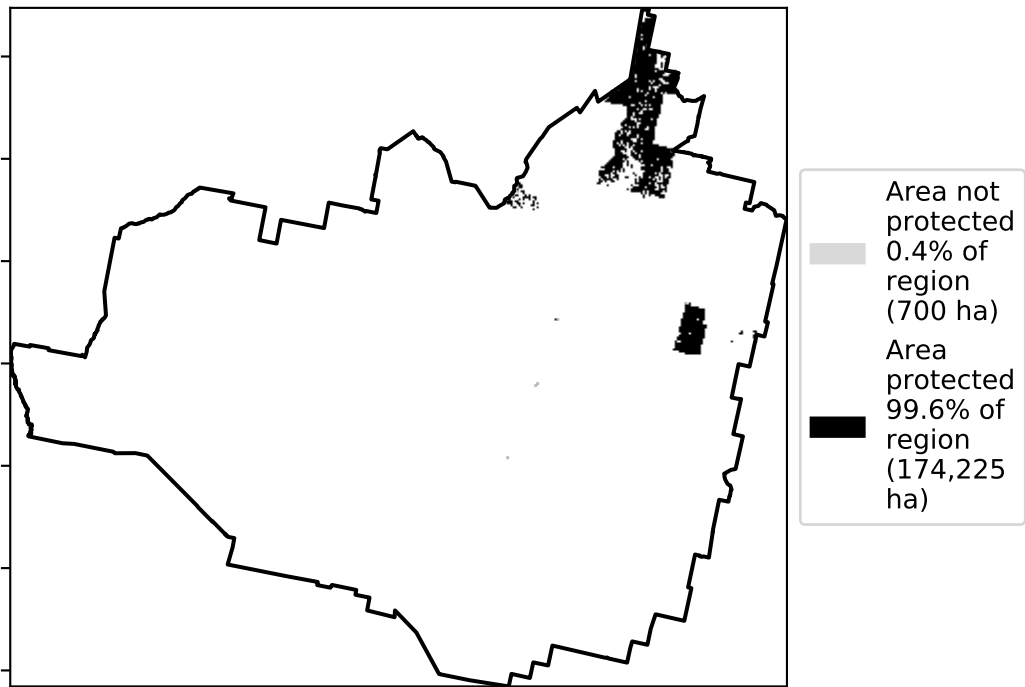 Area not
protected
0.4% of
region
(700 ha)
Area
protected
99.6% of
region
(174,225
ha)